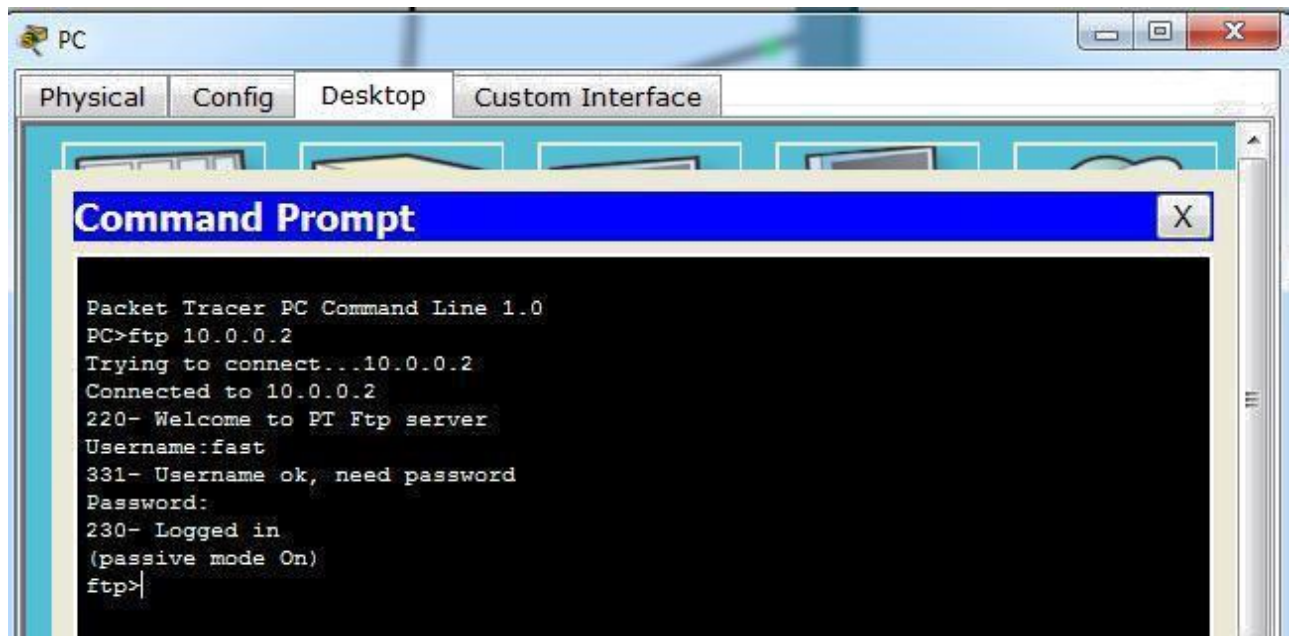 PC
Physical Config Desktop Custom Interface
Command Prompt X
Packet Tracer PC Command Line 1.0
PC>ftp 10.0.0.2
Trying to connect...10.0.0.2
Connected to 10.0.0.2
220- Welcome to PT Ftp server
Username:fast
331- Username ok, need password
Password:
230- Logged in
(passive mode On)
ftp>